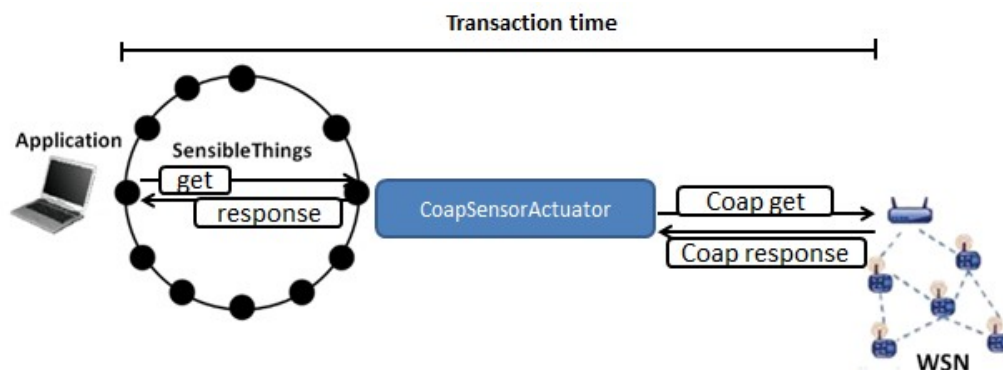 Transaction time
Application
SensibleThings
get
response
CoapSensorActuator
Coap get
Coap response
WSN